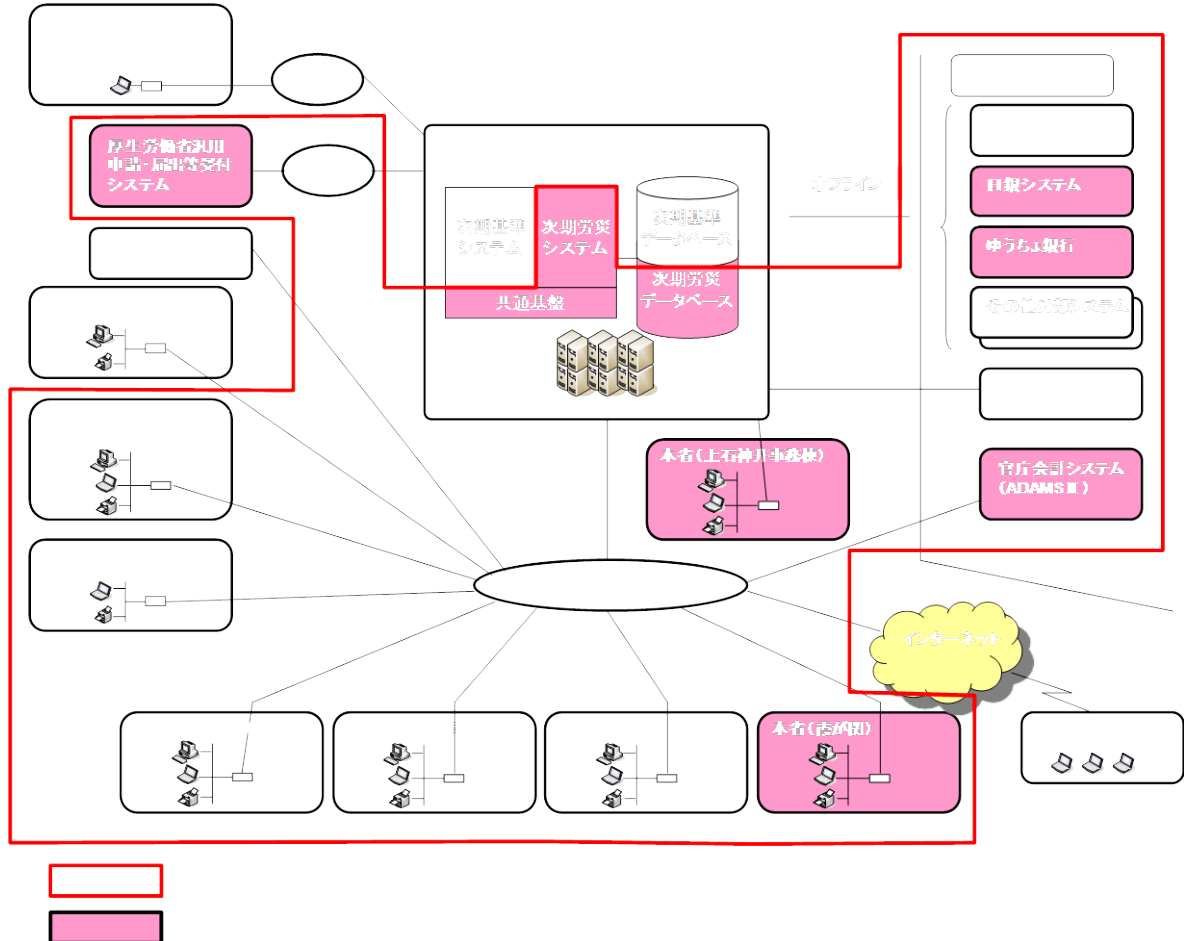 厚生労働省汎用
申請・届出等受付
システム
次期基準
システム
次期労災
システム
共通基盤
次期基準
データベース
次期労災
データベース
オフライン
日銀システム
ゆうちょ銀行
その他外部システム
本省(上石神井事務棟)
官庁会計システム
(ADAMSⅡ)
インターネット
本省(霞が関)